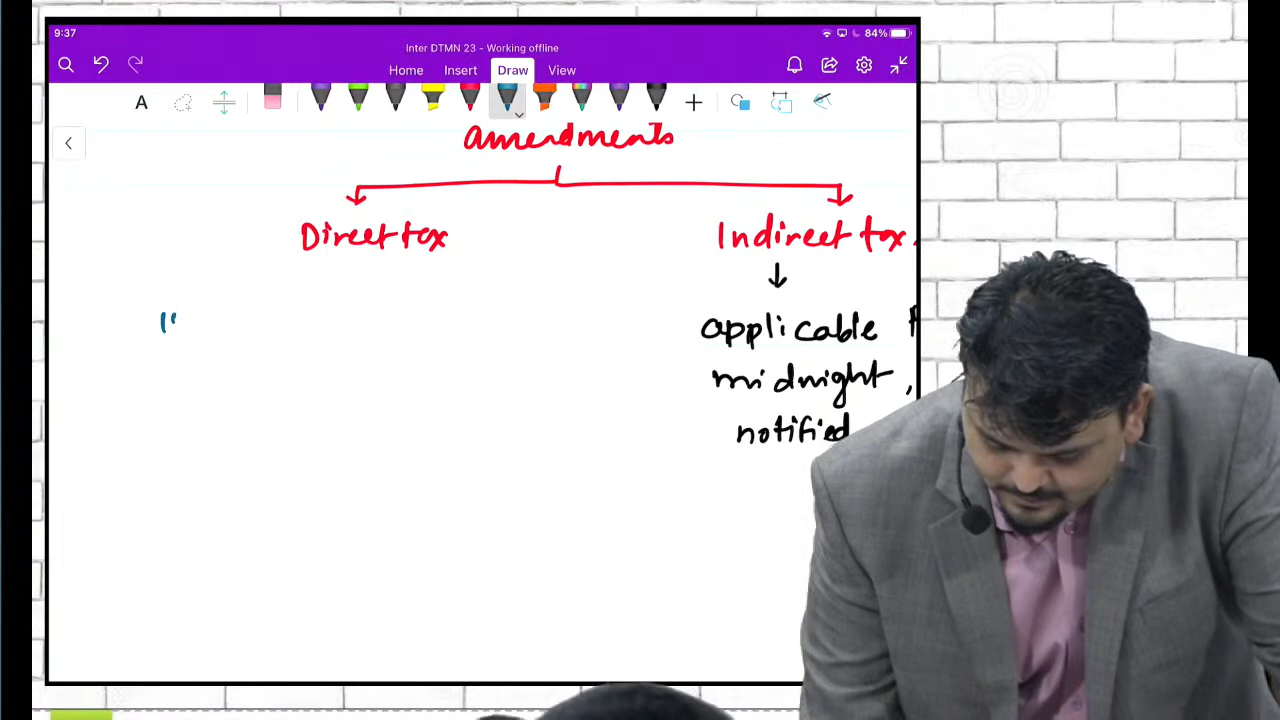 9:37
84%
Inter DTMN 23 - Working offline
Home Insert Draw View
A
amendments
Direct tax
Indirect tax
applicable
midnight,
notified